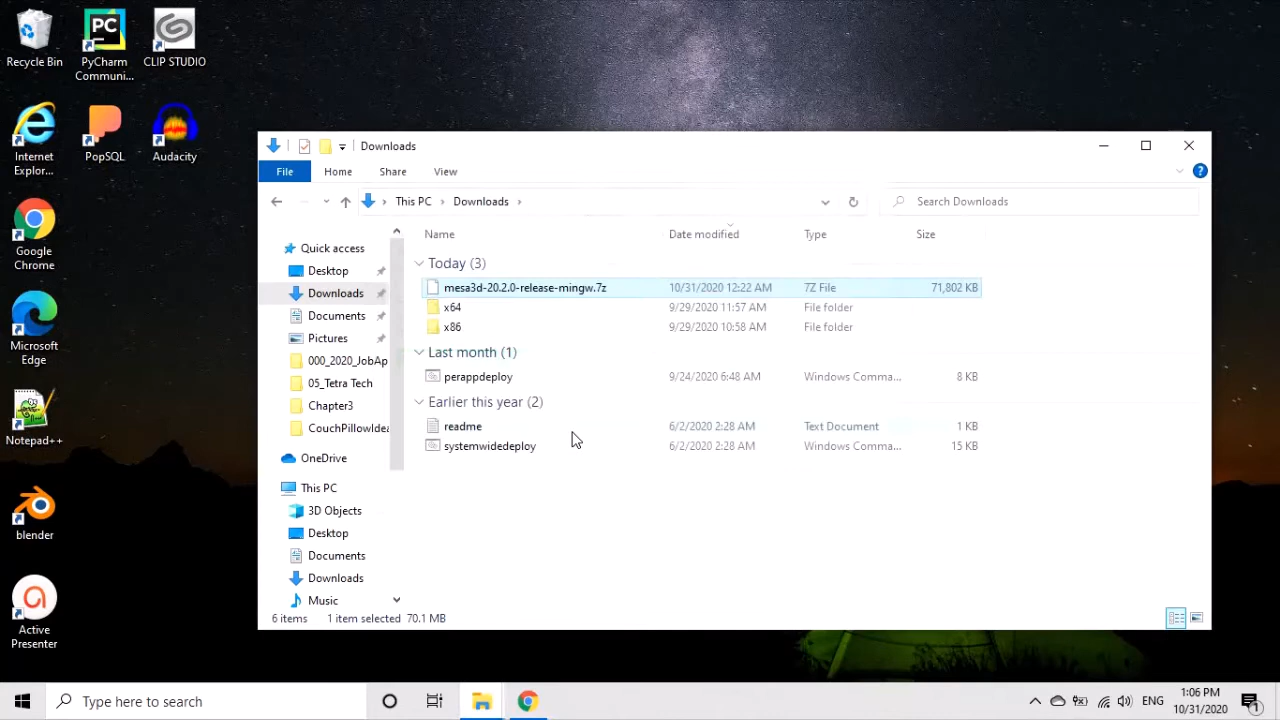 Recycle Bin
PyCharm
Communi...
CLIP STUDIO
Internet
Explor...
PopSQL
Audacity
Google
Chrome
Microsoft
Edge
Notepad++
blender
Active
Presenter
Downloads
File Home Share View
This PC Downloads
Search Downloads
Name Date modified Type Size
Quick access
Desktop
Downloads
Documents
Pictures
000_2020_JobAp
05_Tetra Tech
Chapter3
CouchPillowIdea
OneDrive
This PC
3D Objects
Desktop
Documents
Downloads
Music
Today (3)
mesa3d-20.2.0-release-mingw.7z 10/31/2020 12:22 AM 7Z File 71,802 KB
x64 9/29/2020 11:57 AM File folder
x86 9/29/2020 10:58 AM File folder
Last month (1)
perappdeploy 9/24/2020 6:48 AM Windows Comma... 8 KB
Earlier this year (2)
readme 6/2/2020 2:28 AM Text Document 1 KB
systemwidedeploy 6/2/2020 2:28 AM Windows Comma... 15 KB
6 items 1 item selected 70.1 MB
Type here to search
ENG
1:06 PM
10/31/2020
1